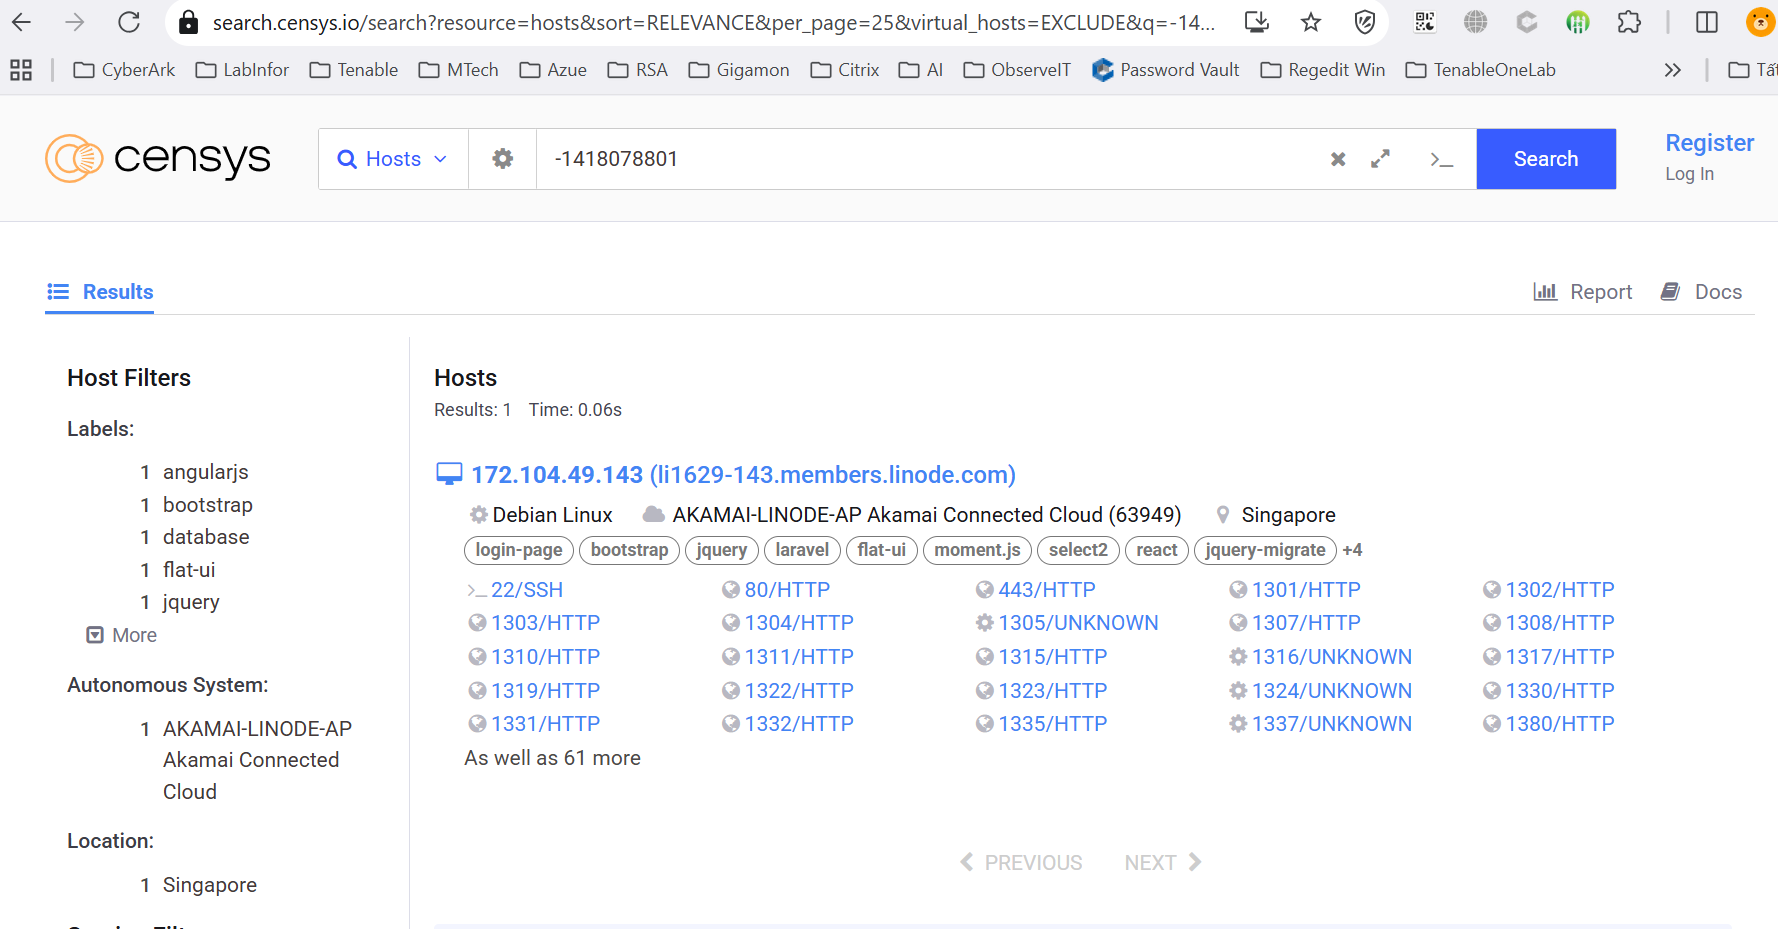 search.censys.io/search?resource=hosts&sort=RELEVANCE&per_page=25&virtual_hosts=EXCLUDE&q=-14...
CyberArk LabInfor Tenable MTech Azue RSA Gigamon Citrix AI ObserveIT Password Vault Regedit Win TenableOneLab
censys Hosts -1418078801 Search Register
Log In
Results Report Docs
Host Filters
Labels:
1 angularjs
1 bootstrap
1 database
1 flat-ui
1 jquery
More
Autonomous System:
1 AKAMAI-LINODE-AP
Akamai Connected
Cloud
Location:
1 Singapore
Hosts
Results: 1 Time: 0.06s
172.104.49.143 (li1629-143.members.linode.com)
Debian Linux AKAMAI-LINODE-AP Akamai Connected Cloud (63949) Singapore
login-page bootstrap jquery laravel flat-ui moment.js select2 react jquery-migrate +4
22/SSH 80/HTTP 443/HTTP 1301/HTTP 1302/HTTP
1303/HTTP 1304/HTTP 1305/UNKNOWN 1307/HTTP 1308/HTTP
1310/HTTP 1311/HTTP 1315/HTTP 1316/UNKNOWN 1317/HTTP
1319/HTTP 1322/HTTP 1323/HTTP 1324/UNKNOWN 1330/HTTP
1331/HTTP 1332/HTTP 1335/HTTP 1337/UNKNOWN 1380/HTTP
As well as 61 more
PREVIOUS NEXT